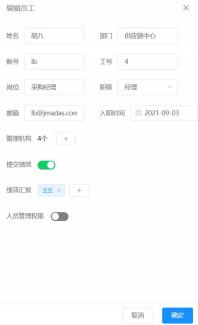 编辑员工
姓名 胡八 部门 供应链中心
账号 lb 工号 4
岗位 采购经理 职级 经理
邮箱 lb@jmadas.com 入职时间 2021-09-03
管理机构 4个 +
提交绩效
绩效汇报 王五 × +
人员管理权限
取消 确定